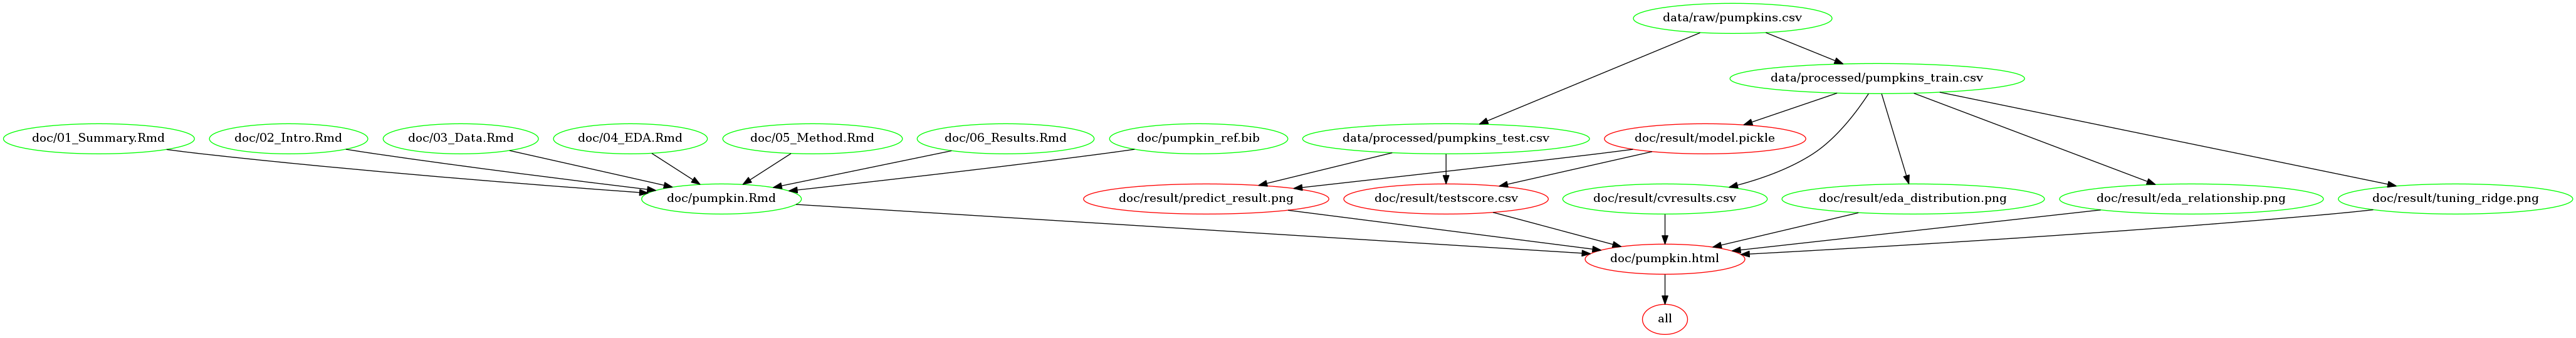 data/raw/pumpkins.csv
data/processed/pumpkins_train.csv
doc/01_Summary.Rmd
doc/02_Intro.Rmd
doc/03_Data.Rmd
doc/04_EDA.Rmd
doc/05_Method.Rmd
doc/06_Results.Rmd
doc/pumpkin_ref.bib
data/processed/pumpkins_test.csv
doc/result/model.pickle
doc/pumpkin.Rmd
doc/result/predict_result.png
doc/result/testscore.csv
doc/result/cvresults.csv
doc/result/eda_distribution.png
doc/result/eda_relationship.png
doc/result/tuning_ridge.png
doc/pumpkin.html
all